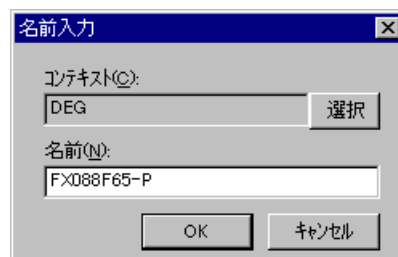 名前入力
コンテキスト(C):
DEG
選択
名前(N):
FX088F65-P
OK
キャンセル